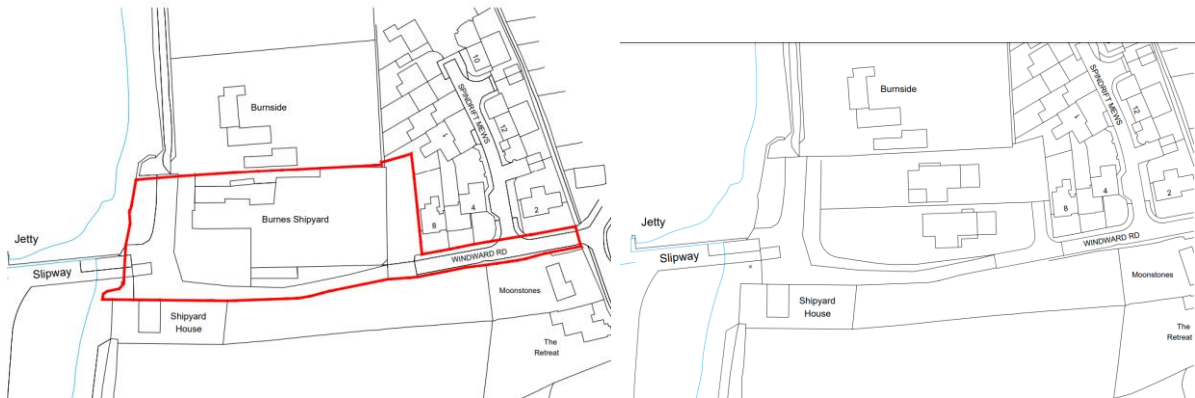 10
SPINDRIFT MEWS
Burnside
12
1
Burnes Shipyard
4
2
8
Jetty
WINDWARD RD
Slipway
Moonstones
Shipyard
House
The
Retreat
SPINDRIFT MEWS
Burnside
12
1
4
2
8
Jetty
WINDWARD RD
Slipway
x
Moonstones
Shipyard
House
The
Retreat